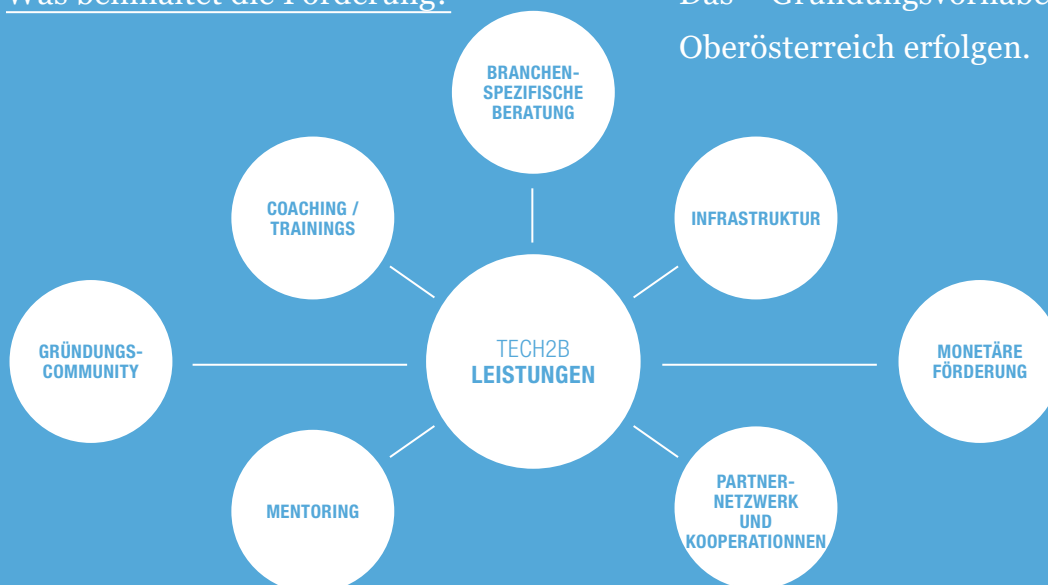 Was beinhaltet die Förderung?
Das Gründungsvorhabe
Oberösterreich erfolgen.
BRANCHEN-
SPEZIFISCHE
BERATUNG
COACHING /
TRAININGS
INFRASTRUKTUR
GRÜNDUNGS-
COMMUNITY
TECH2B
LEISTUNGEN
MONETÄRE
FÖRDERUNG
MENTORING
PARTNER-
NETZWERK
UND
KOOPERATIONNEN